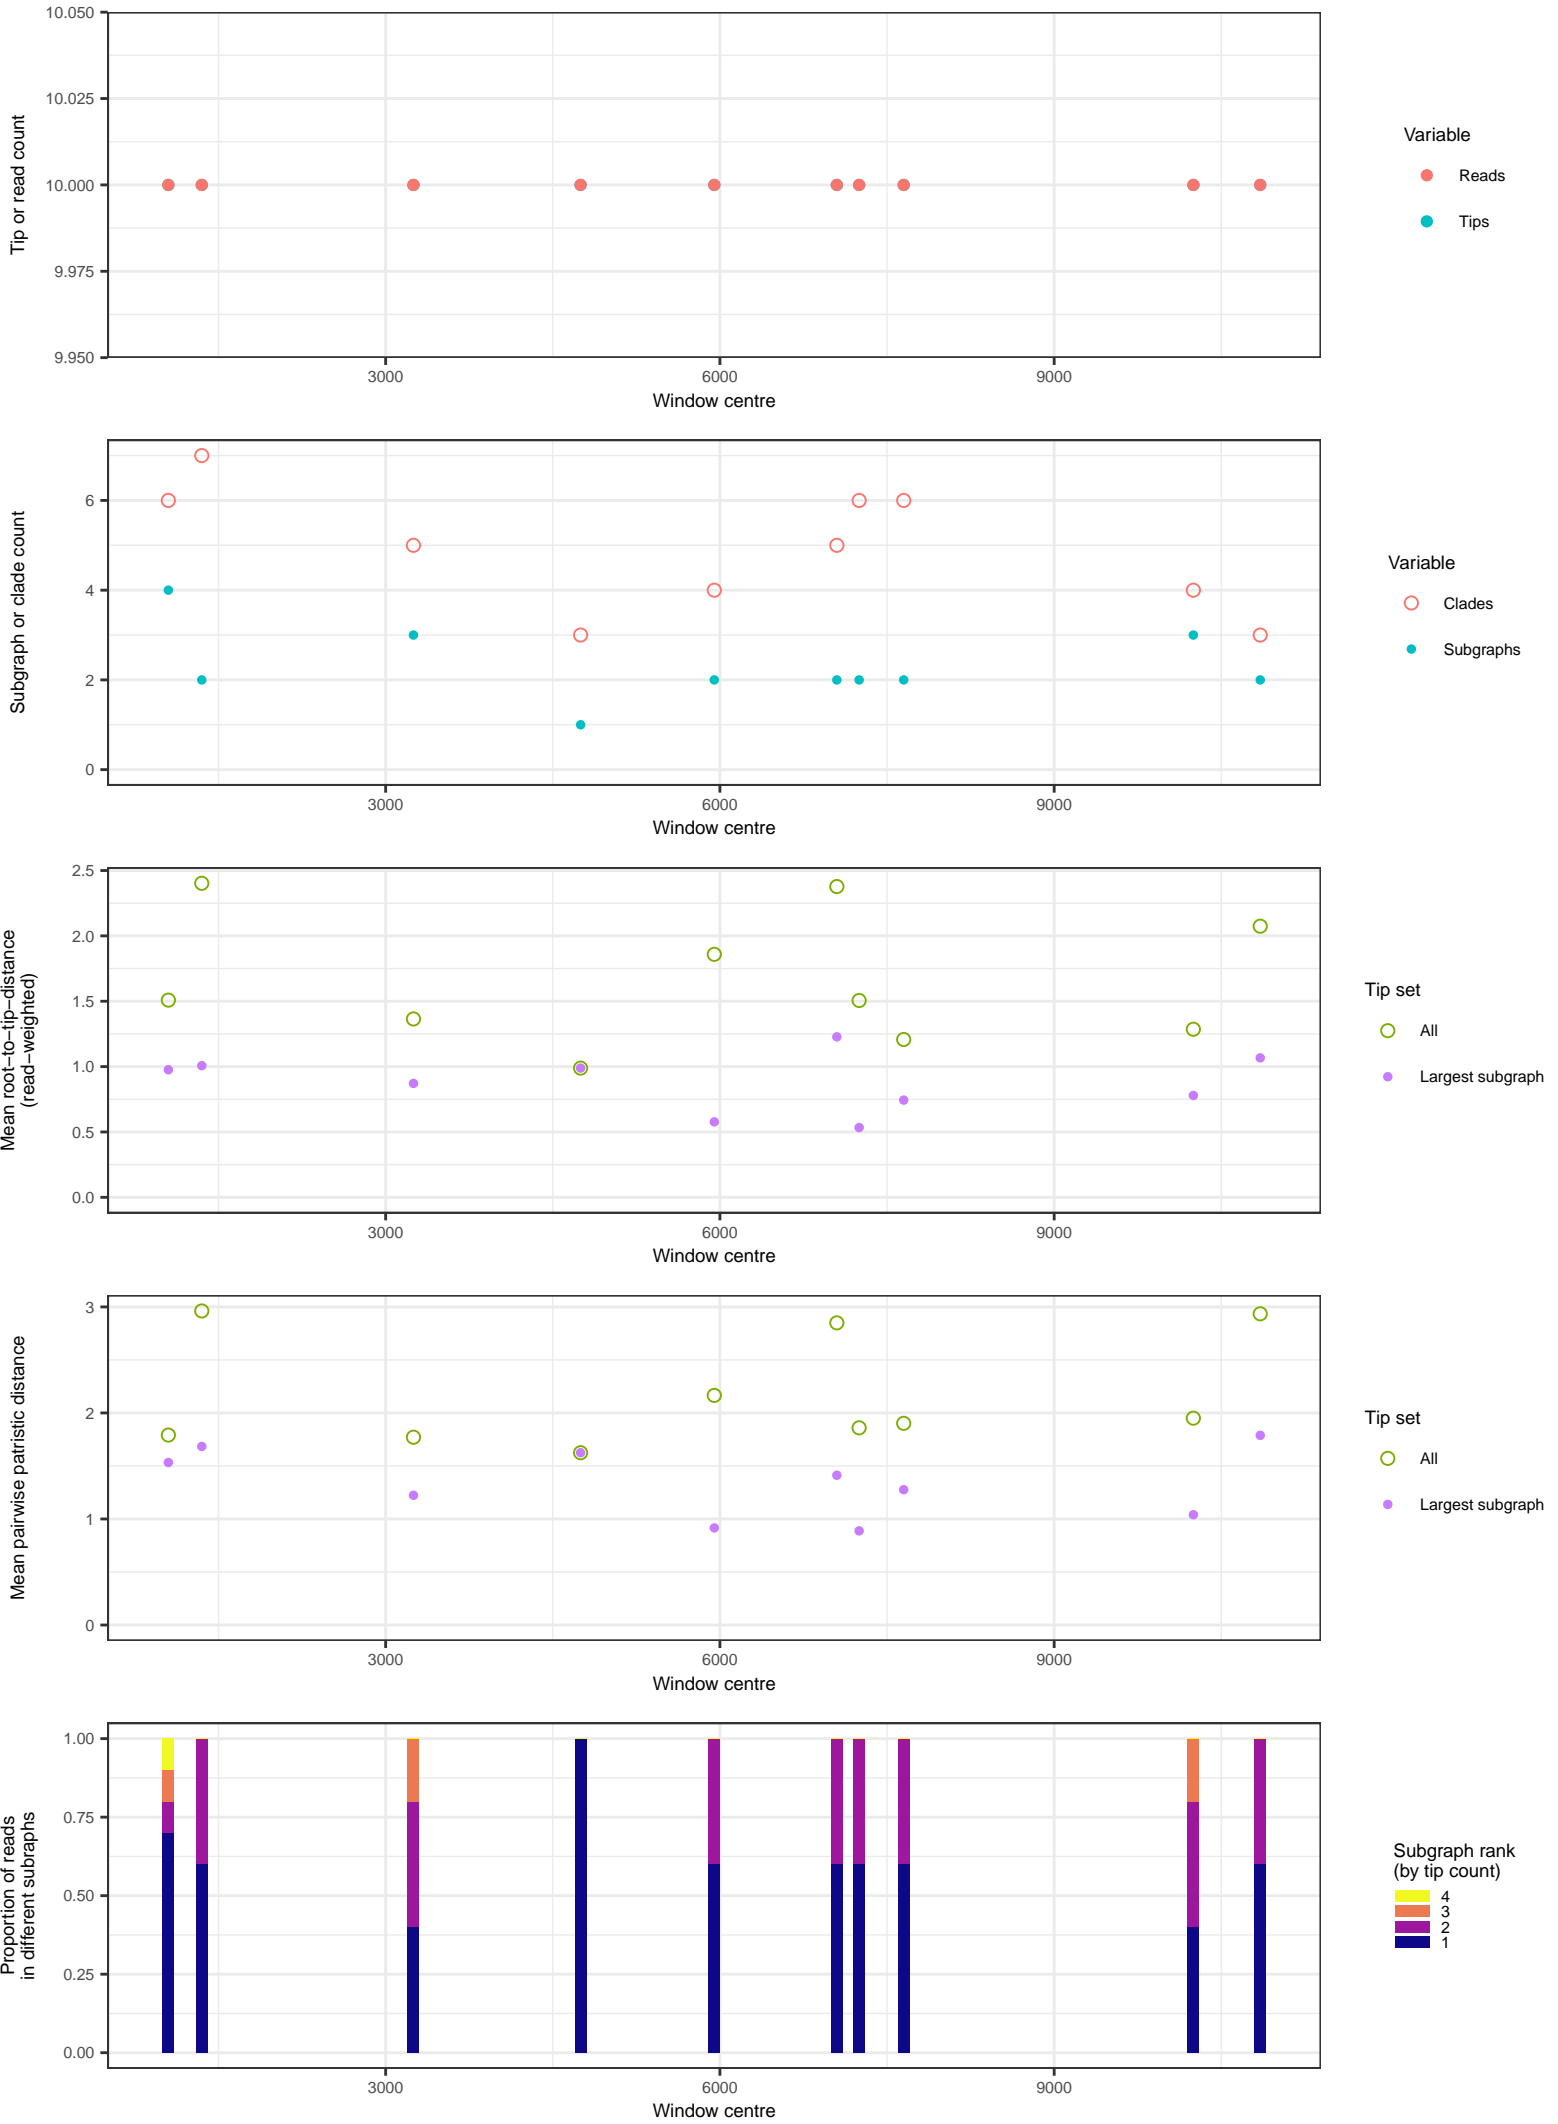 10.050
10.025
10.000
9.975
9.950
Tip or read count
3000 6000 9000
Window centre
Variable
Reads
Tips
6
4
2
0
Subgraph or clade count
3000 6000 9000
Window centre
Variable
Clades
Subgraphs
2.5
2.0
1.5
1.0
0.5
0.0
Mean root−to−tip−distance
(read−weighted)
3000 6000 9000
Window centre
Tip set
All
Largest subgraph
3
2
1
0
Mean pairwise patristic distance
3000 6000 9000
Window centre
Tip set
All
Largest subgraph
1.00
0.75
0.50
0.25
0.00
Proportion of reads
in different subraphs
3000 6000 9000
Window centre
Subgraph rank
(by tip count)
4
3
2
1